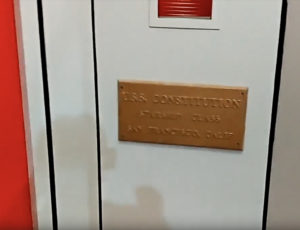 U.S.S. CONSTITUTION
STARSHIP CLASS
SAN FRANCISCO, CALIF.